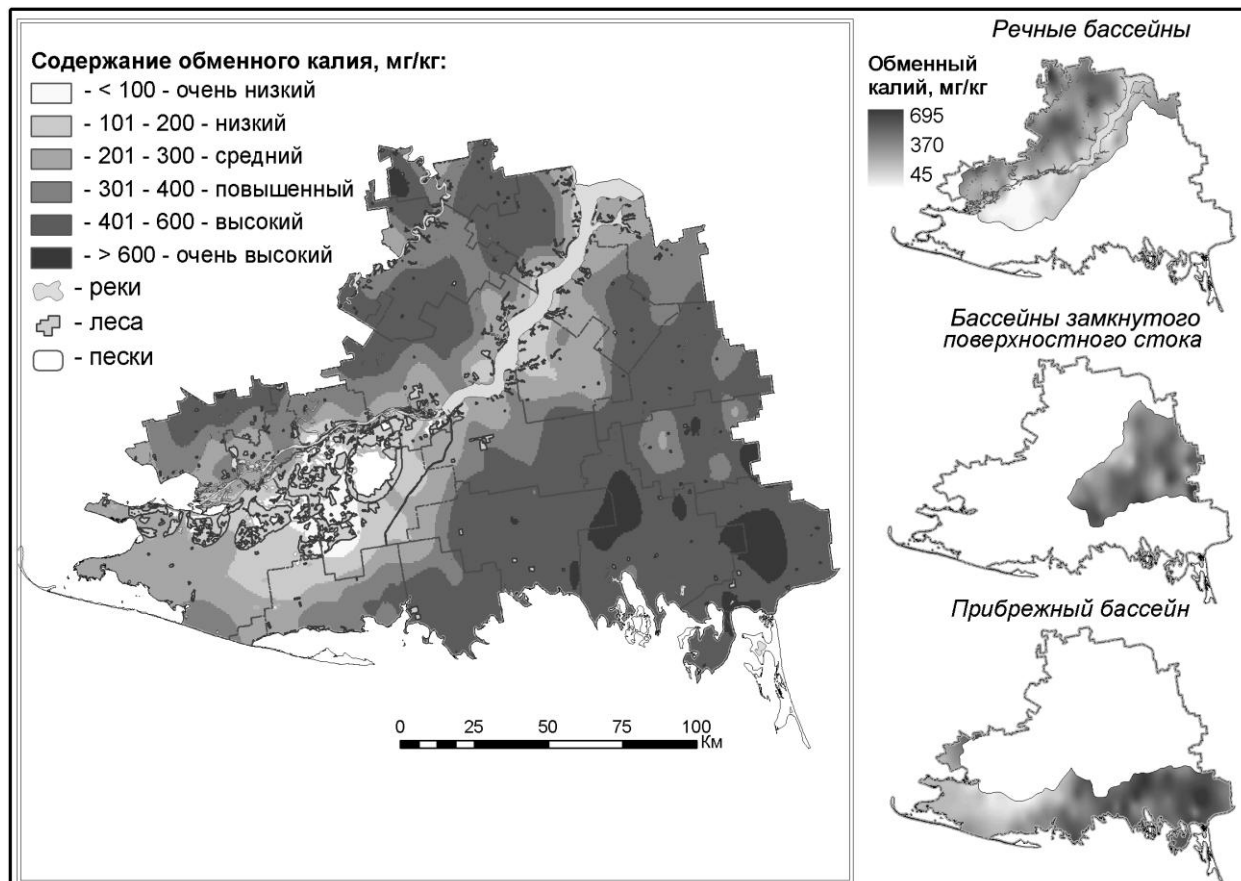 Содержание обменного калия, мг/кг:
- < 100 - очень низкий
- 101 - 200 - низкий
- 201 - 300 - средний
- 301 - 400 - повышенный
- 401 - 600 - высокий
- > 600 - очень высокий
- реки
- леса
- пески
0 25 50 75 100
Км
Речные бассейны
Обменный
калий, мг/кг
695
370
45
Бассейны замкнутого
поверхностного стока
Прибрежный бассейн